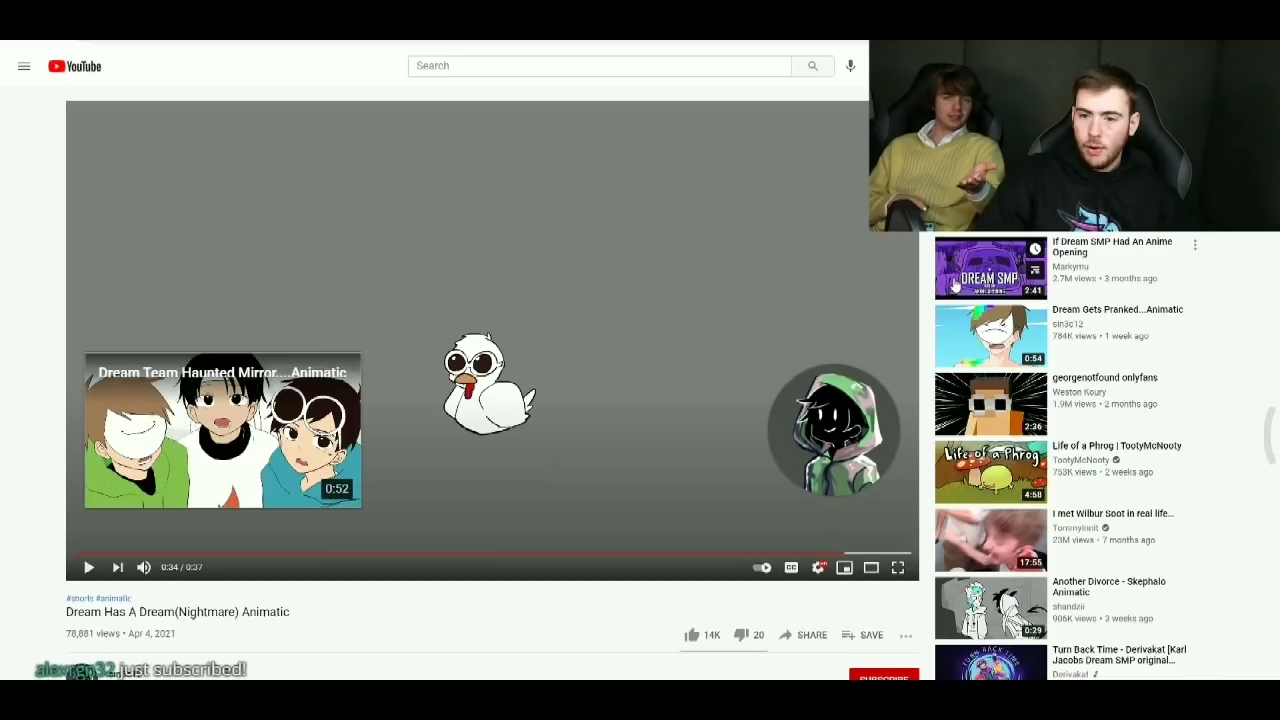 YouTube
Search
Dream Team Haunted Mirror....Animatic
0:52
0:34 / 0:37
CC
HD
#shorts #animatic
Dream Has A Dream(Nightmare) Animatic
78,881 views • Apr 4, 2021
14K
20
SHARE
SAVE
just subscribed!
SUBSCRIBE
If Dream SMP Had An Anime
Opening
Markymu
2.7M views • 3 months ago
DREAM SMP
2:41
Dream Gets Pranked...Animatic
sin3c12
784K views • 1 week ago
0:54
georgenotfound onlyfans
Weston Koury
1.9M views • 2 months ago
2:36
Life of a Phrog | TootyMcNooty
TootyMcNooty
753K views • 2 weeks ago
Life of a Phrog
4:58
I met Wilbur Soot in real life...
TommyInnit
23M views • 7 months ago
17:55
Another Divorce - Skephalo
Animatic
shandzii
906K views • 3 weeks ago
0:29
Turn Back Time - Derivakat [Karl
Jacobs Dream SMP original...
Derivakat